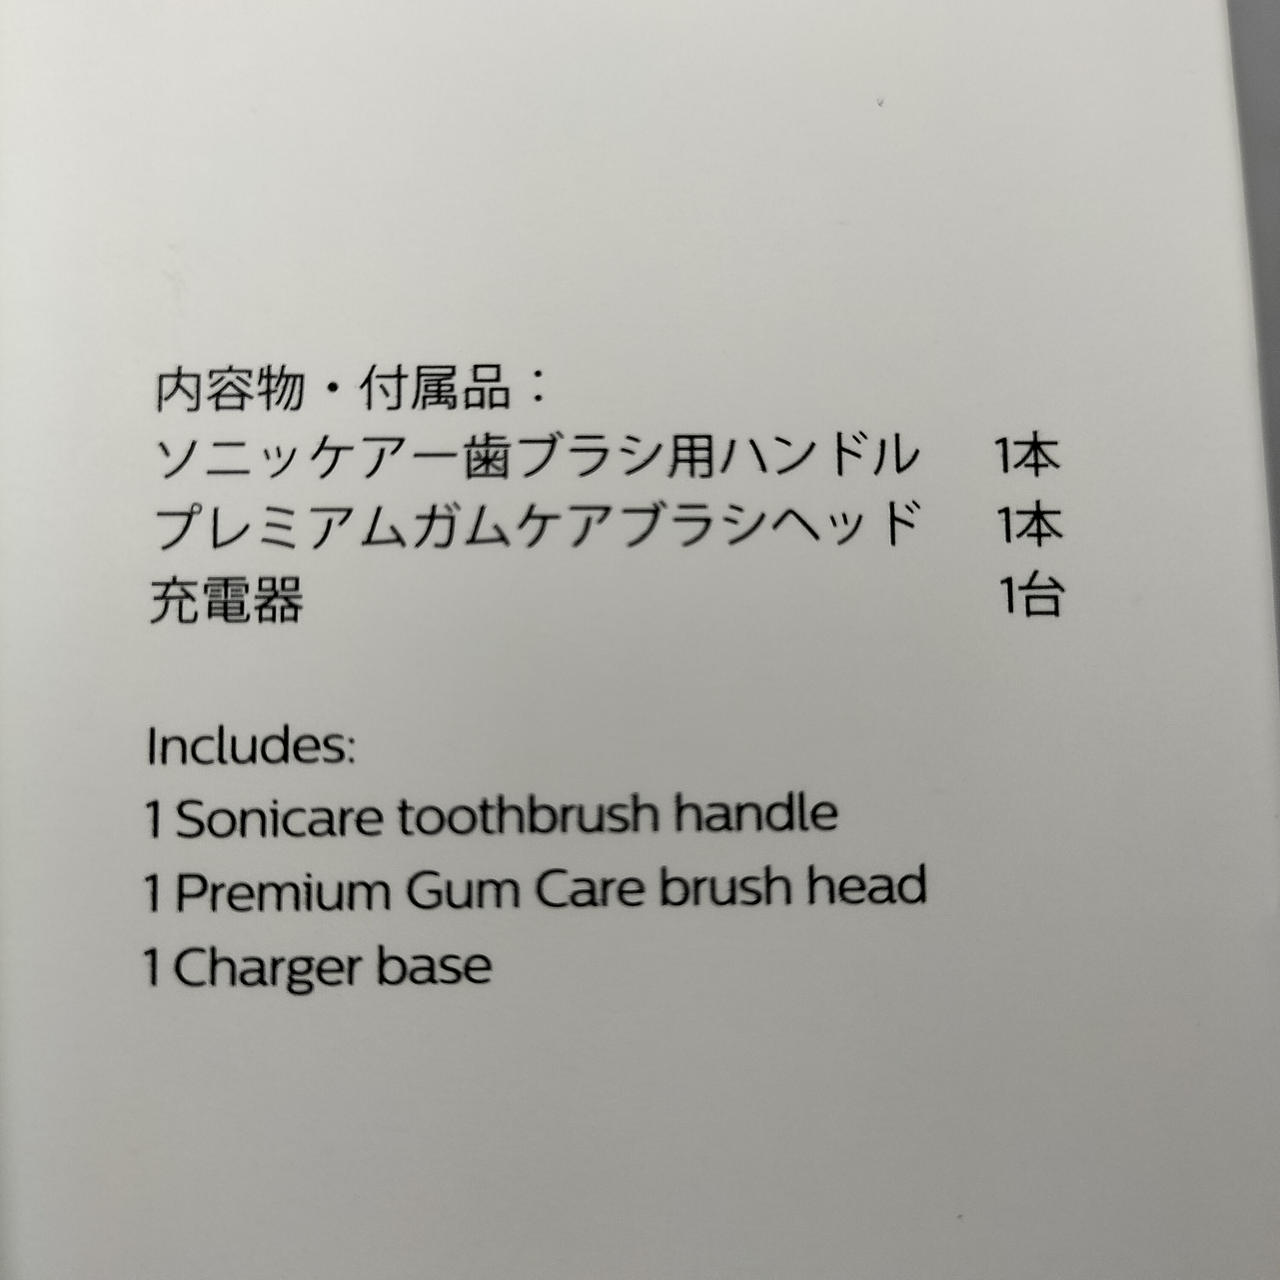 内容物・付属品：
ソニッケアー歯ブラシ用ハンドル 1本
プレミアムガムケアブラシヘッド 1本
充電器 1台
Includes:
1 Sonicare toothbrush handle
1 Premium Gum Care brush head
1 Charger base